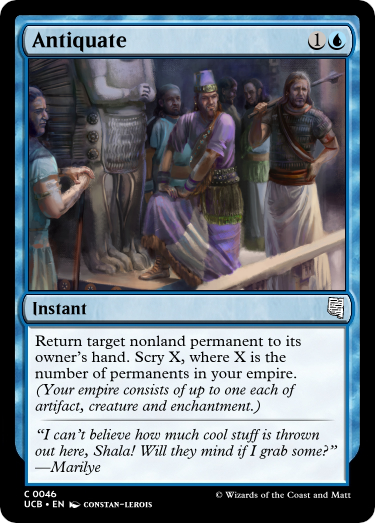 Antiquate 1
Instant
Return target nonland permanent to its
owner's hand. Scry X, where X is the
number of permanents in your empire.
(Your empire consists of up to one each of
artifact, creature and enchantment.)
“I can't believe how much cool stuff is thrown
out here, Shala! Will they mind if I grab some?”
—Marilye
C 0046
UCB • EN CONSTAN-LEROIS
© Wizards of the Coast and Matt